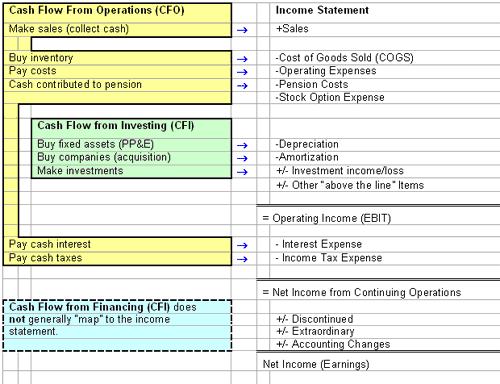 Cash Flow From Operations (CFO) Income Statement
Make sales (collect cash) → +Sales
Buy inventory → -Cost of Goods Sold (COGS)
Pay costs → -Operating Expenses
Cash contributed to pension → -Pension Costs
-Stock Option Expense
Cash Flow from Investing (CFI)
Buy fixed assets (PP&E) → -Depreciation
Buy companies (acquisition) → -Amortization
Make investments → +/- Investment income/loss
+/- Other "above the line" Items
= Operating Income (EBIT)
Pay cash interest → - Interest Expense
Pay cash taxes → - Income Tax Expense
= Net Income from Continuing Operations
Cash Flow from Financing (CFI) does
not generally "map" to the income
statement.
+/- Discontinued
+/- Extraordinary
+/- Accounting Changes
Net Income (Earnings)